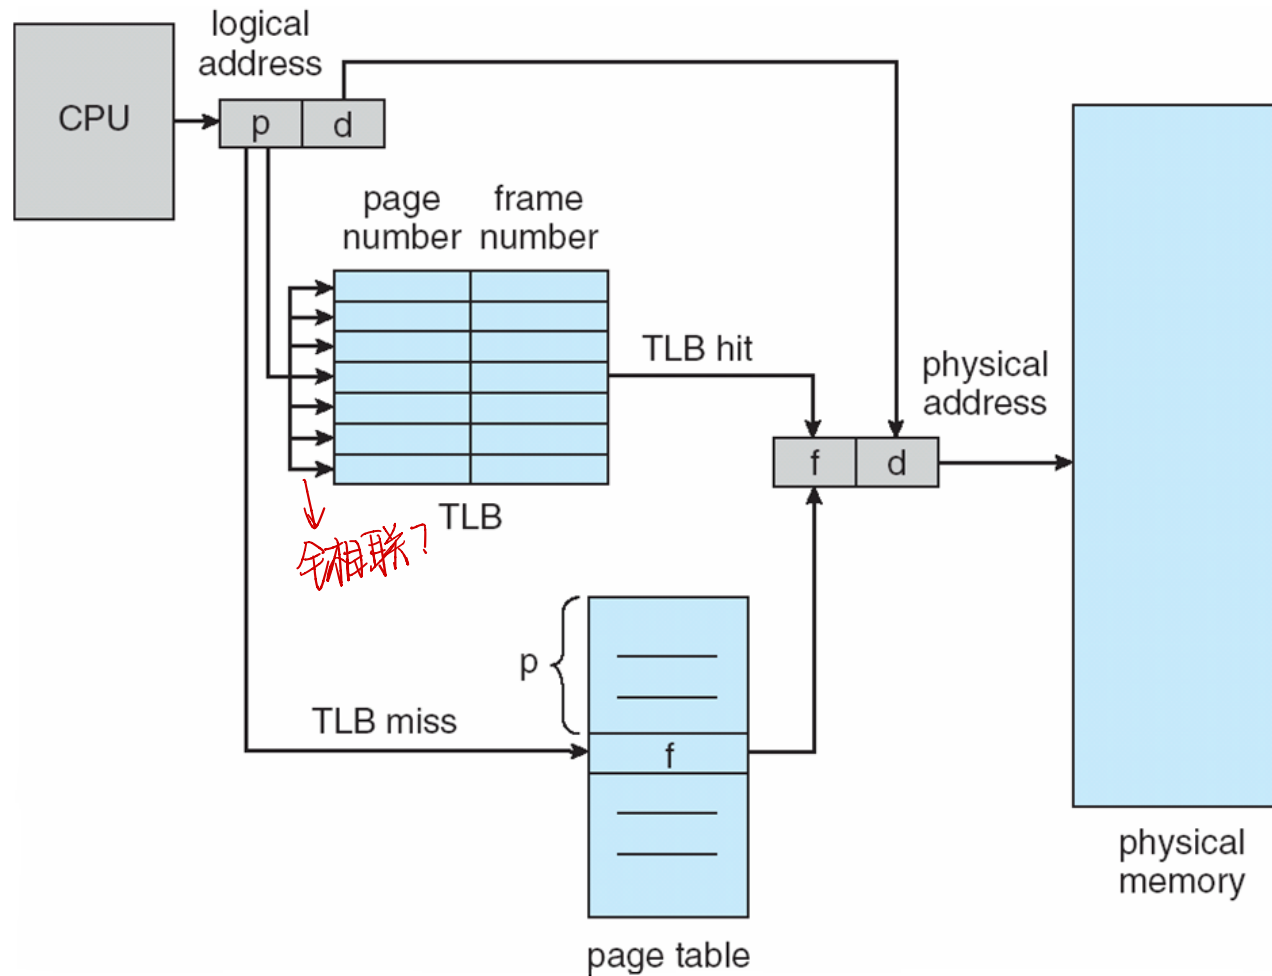 logical
address
CPU
p
d
page
number
frame
number
TLB hit
physical
address
f
d
TLB
全相联？
p
TLB miss
f
physical
memory
page table